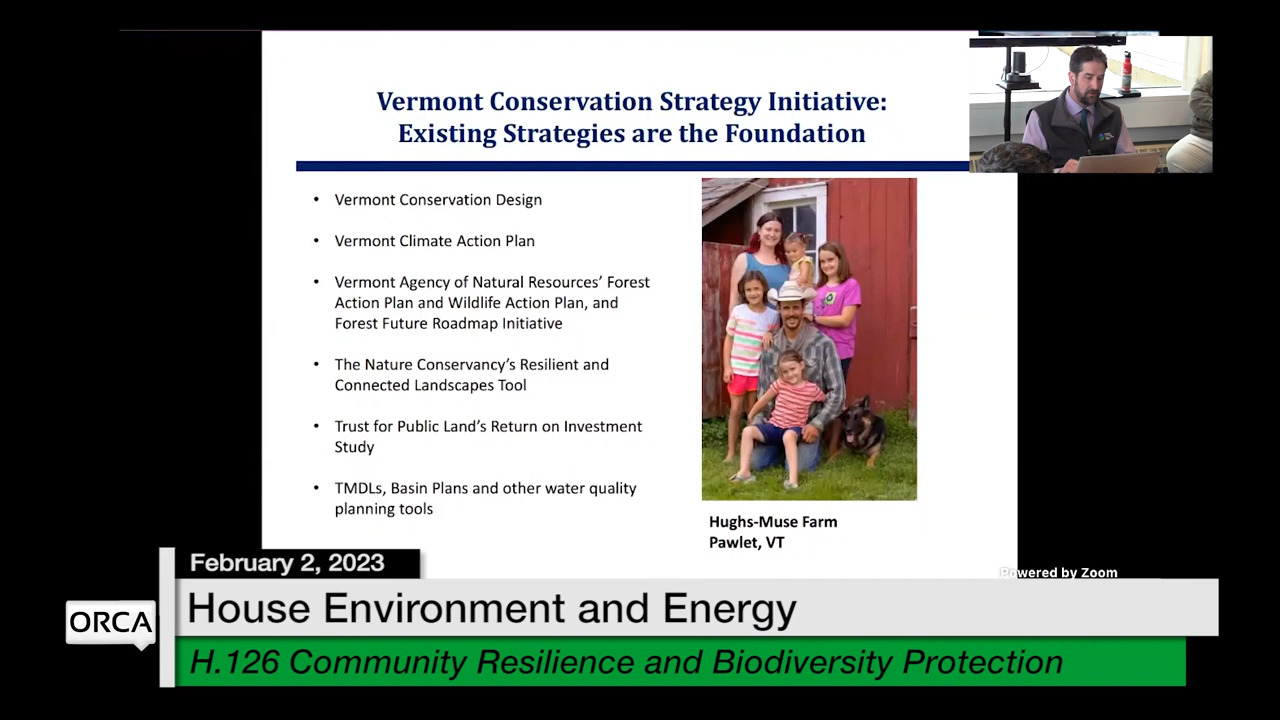 Vermont Conservation Strategy Initiative:
Existing Strategies are the Foundation
• Vermont Conservation Design
• Vermont Climate Action Plan
• Vermont Agency of Natural Resources’ Forest
Action Plan and Wildlife Action Plan, and
Forest Future Roadmap Initiative
• The Nature Conservancy’s Resilient and
Connected Landscapes Tool
• Trust for Public Land’s Return on Investment
Study
• TMDLs, Basin Plans and other water quality
planning tools
Hughs-Muse Farm
Pawlet, VT
Powered by Zoom
February 2, 2023
ORCA
House Environment and Energy
H.126 Community Resilience and Biodiversity Protection